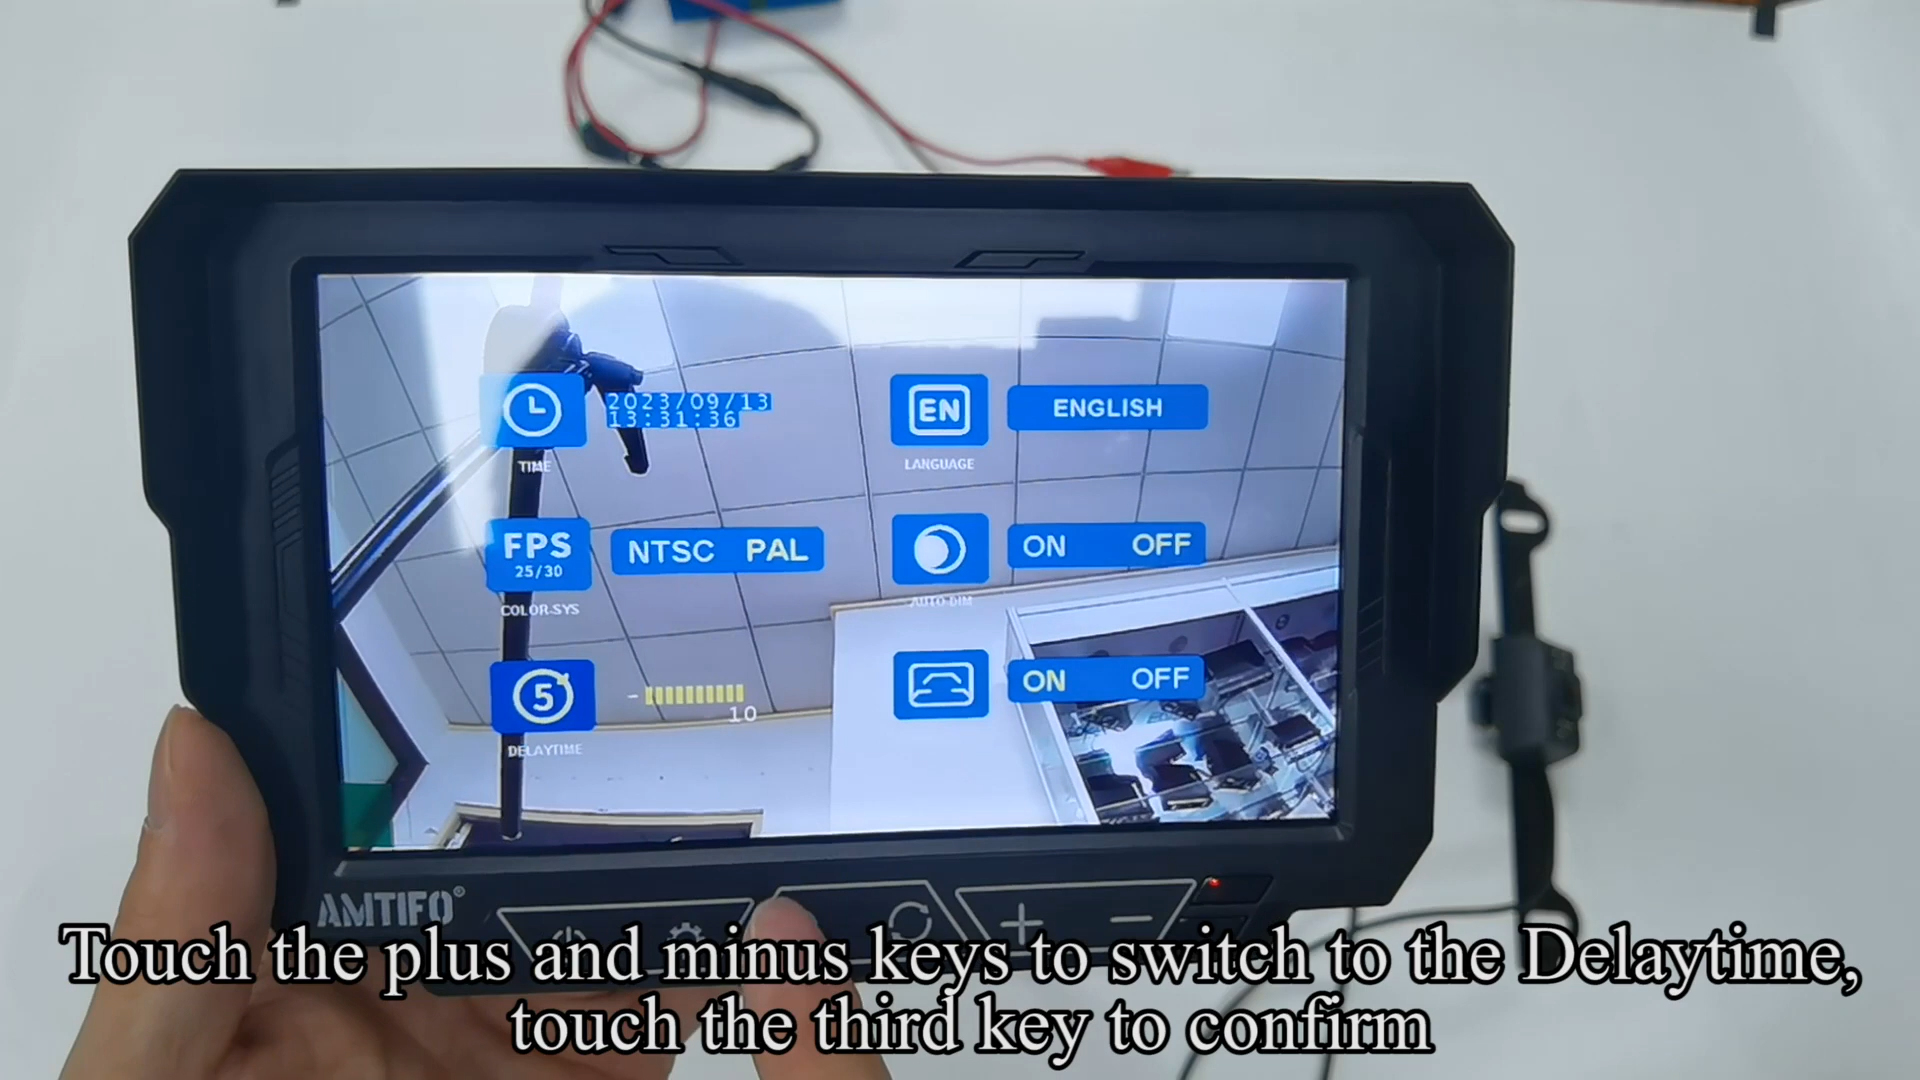 2023/09/13
13:31:36
TIME
EN
ENGLISH
LANGUAGE
FPS
25/30
NTSC PAL
COLOR-SYS
ON OFF
AUTO-DIM
5
- 10
DELAYTIME
ON OFF
AMTIFO®
+ -
Touch the plus and minus keys to switch to the Delaytime,
touch the third key to confirm